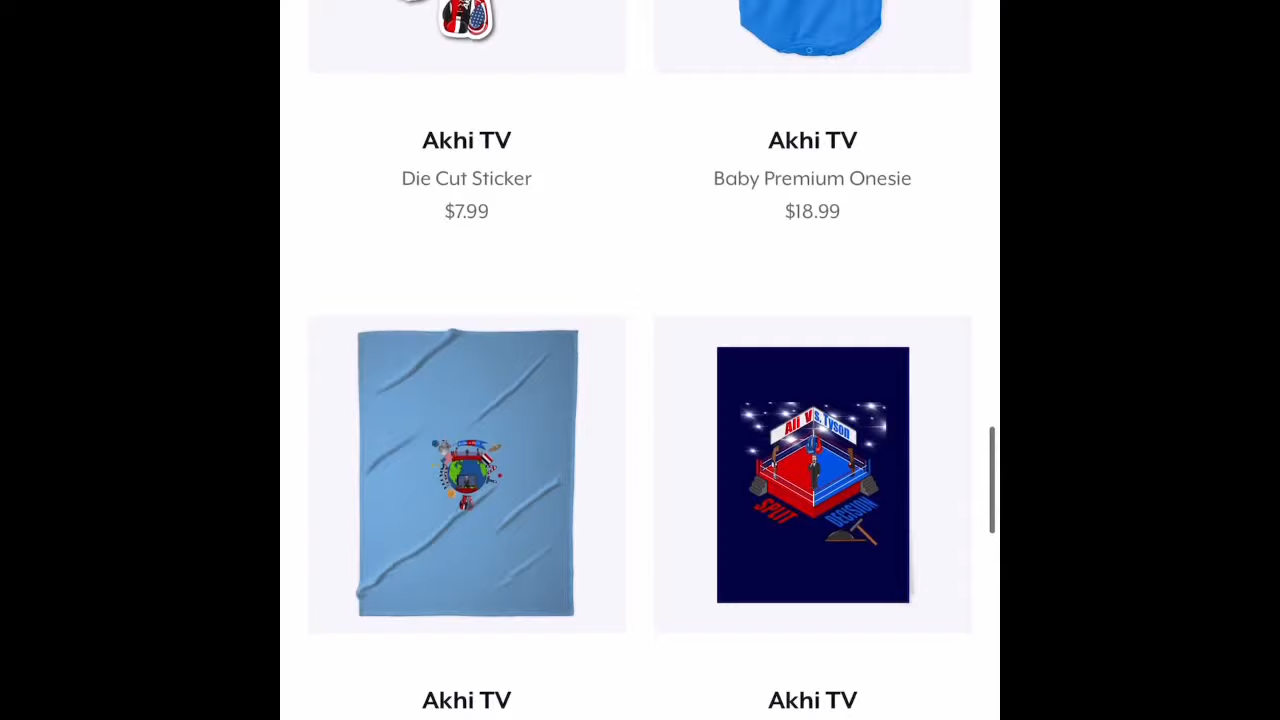 Akhi TV
Die Cut Sticker
$7.99
Akhi TV
Baby Premium Onesie
$18.99
Ali Vs. Tyson
SPLIT DECISION
Akhi TV
Akhi TV